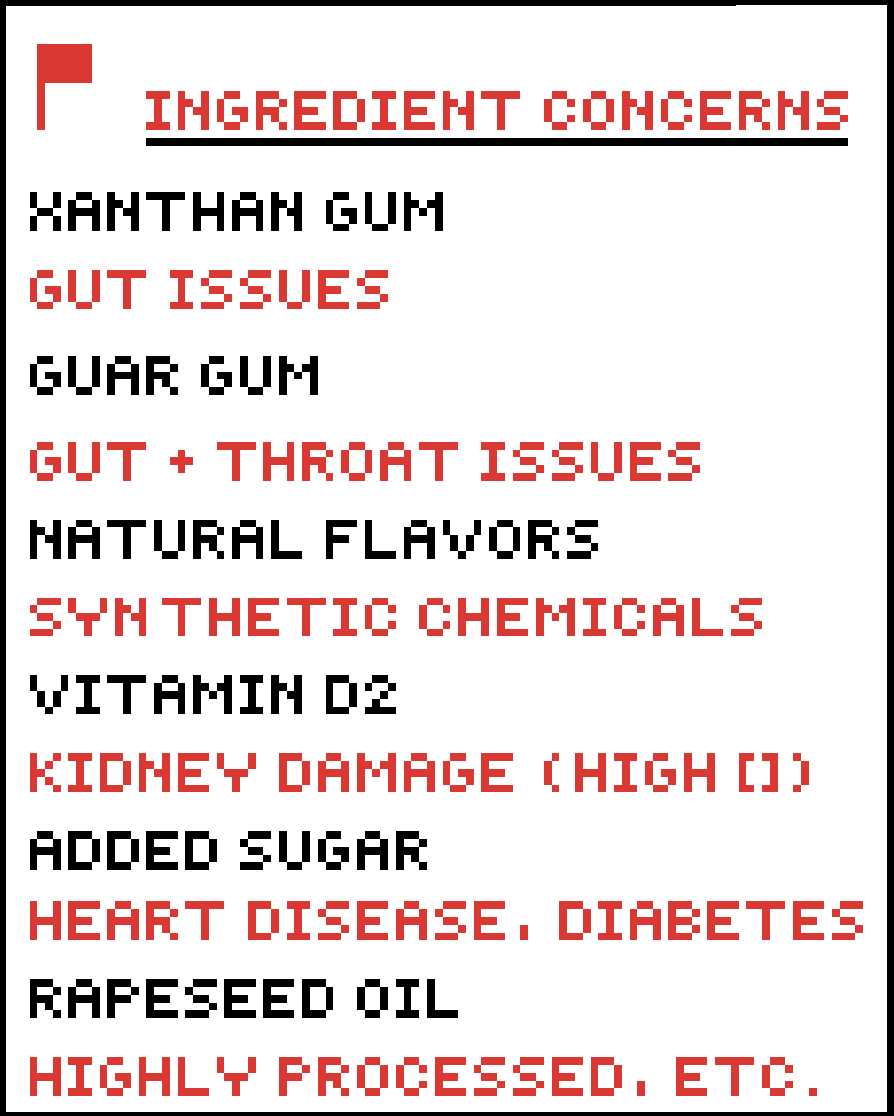 INGREDIENT CONCERNS
XANTHAN GUM
GUT ISSUES
GUAR GUM
GUT + THROAT ISSUES
NATURAL FLAVORS
SYNTHETIC CHEMICALS
VITAMIN D2
KIDNEY DAMAGE (HIGH [])
ADDED SUGAR
HEART DISEASE, DIABETES
RAPESEED OIL
HIGHLY PROCESSED, ETC.